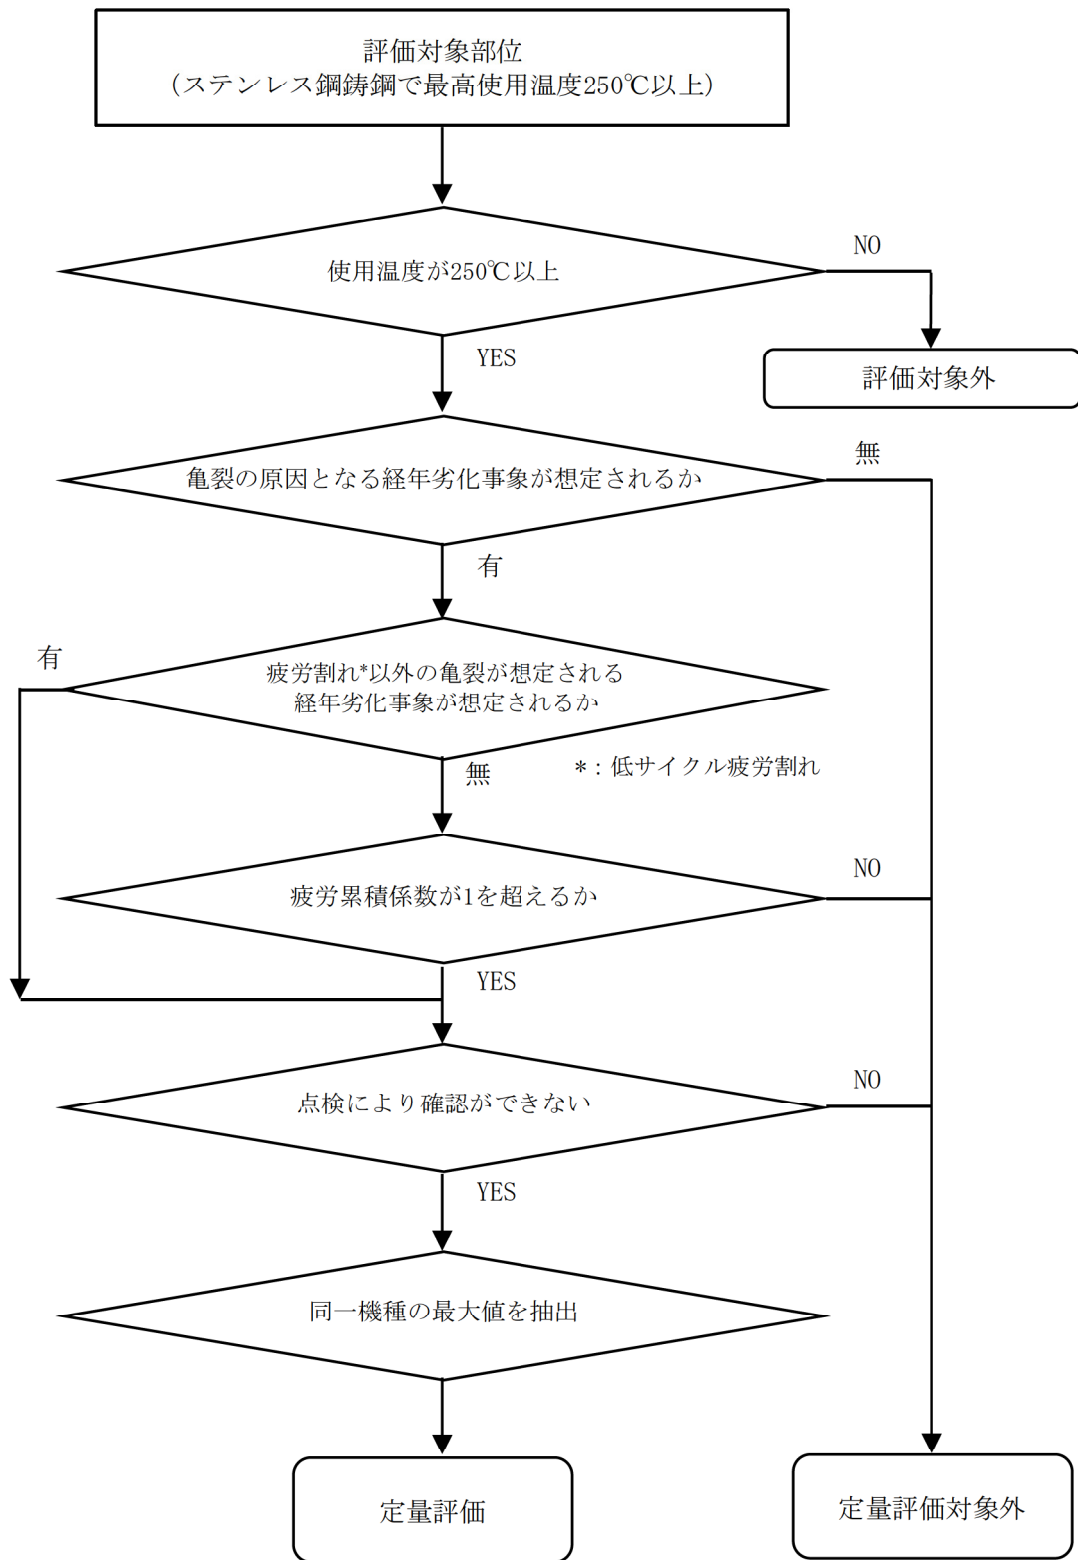 評価対象部位
（ステンレス鋼鋳鋼で最高使用温度250℃以上）
使用温度が250℃以上
NO
評価対象外
YES
亀裂の原因となる経年劣化事象が想定されるか
無
有
疲労割れ*以外の亀裂が想定される
経年劣化事象が想定されるか
有
無
*：低サイクル疲労割れ
疲労累積係数が1を超えるか
NO
YES
点検により確認ができない
NO
YES
同一機種の最大値を抽出
定量評価
定量評価対象外